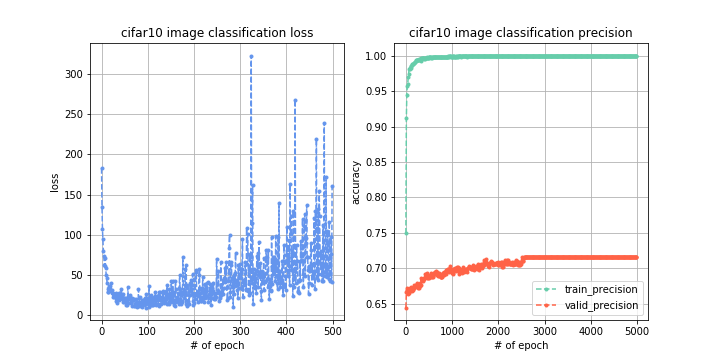 cifar10 image classification loss
loss
300
250
200
150
100
50
0
0 100 200 300 400 500
# of epoch
cifar10 image classification precision
accuracy
1.00
0.95
0.90
0.85
0.80
0.75
0.70
0.65
0 1000 2000 3000 4000 5000
# of epoch
train_precision
valid_precision